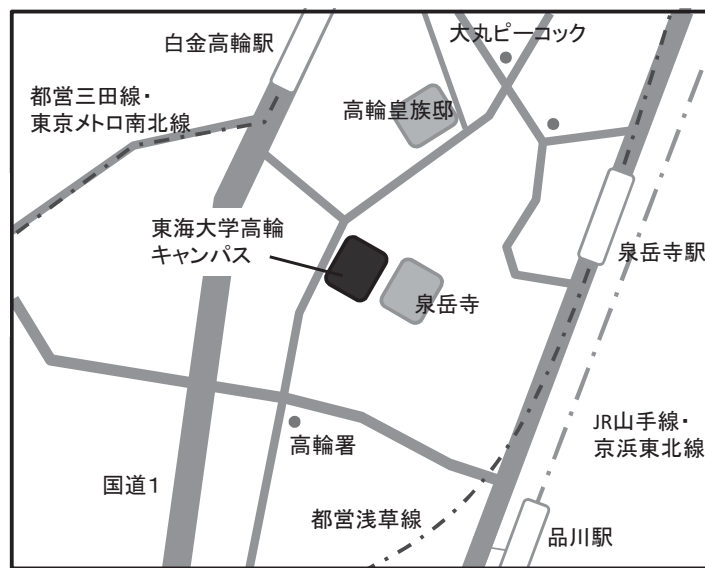 白金高輪駅
大丸ピーコック
都営三田線・
東京メトロ南北線
高輪皇族邸
東海大学高輪
キャンパス
泉岳寺駅
泉岳寺
JR山手線・
京浜東北線
高輪署
国道1
都営浅草線
品川駅